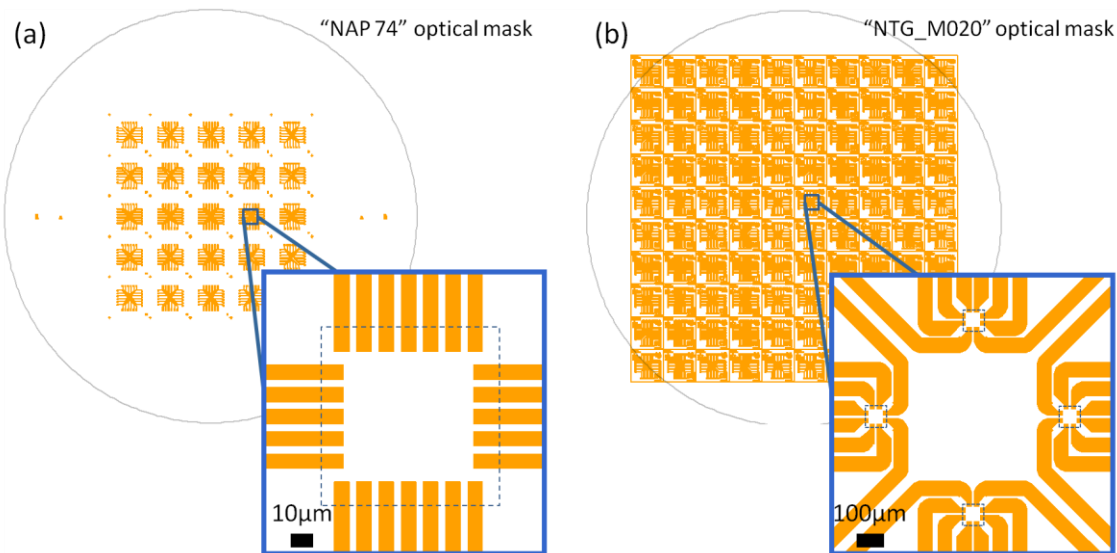 (a)
“NAP 74” optical mask
(b)
“NTG_M020” optical mask
10µm
100µm